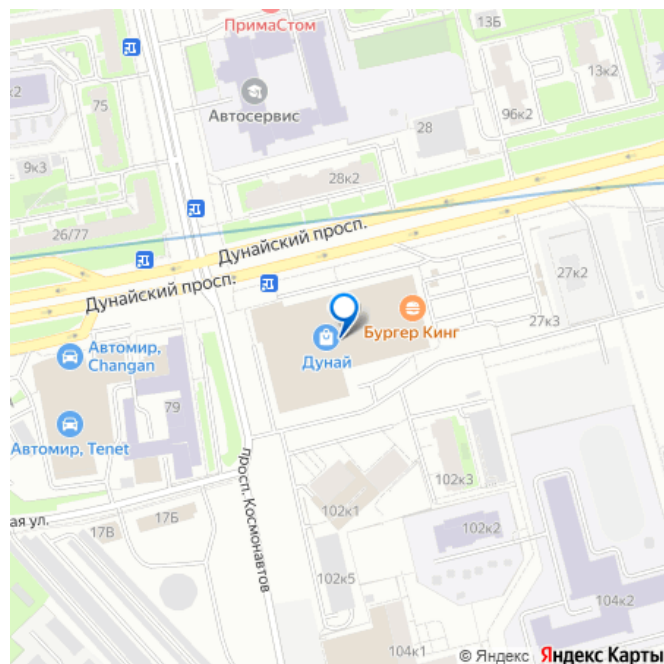 ПримаСтом
13Б
к2
75
Автосервис
13к2
28
96к2
9к3
28к2
26/77
Дунайский просп.
Дунайский просп.
27к2
27к3
Бургер Кинг
Дунай
Автомир,
Changan
79
Автомир, Tenet
просп. Космонавтов
102к3
ая ул.
17Б
17В
102к1
102к2
102к5
104к2
104к1
© Яндекс Яндекс Карты